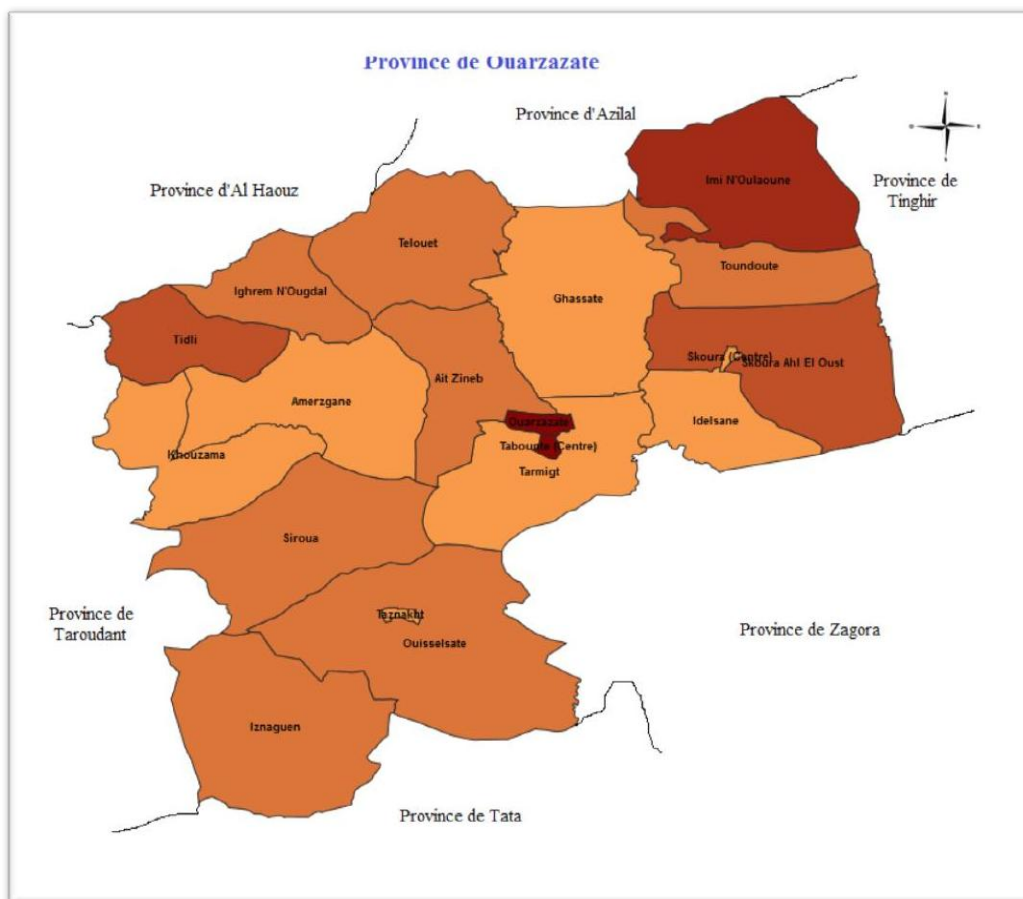 Province de Ouarzazate
Province d'Azilal
Province d'Al Haouz
Province de
Tinghir
Imi N'Oulaoune
Telouet
Toundoute
Ighrem N'Ougdal
Ghassate
Tidli
Skoura (Centre)
Skoura Ahl El Oust
Ait Zineb
Amerzgane
Ouarzazate
Idelsane
Tabounte (Centre)
Khouzama
Tarmigt
Siroua
Taznakht
Province de
Taroudant
Ouisselsate
Province de Zagora
Iznaguen
Province de Tata